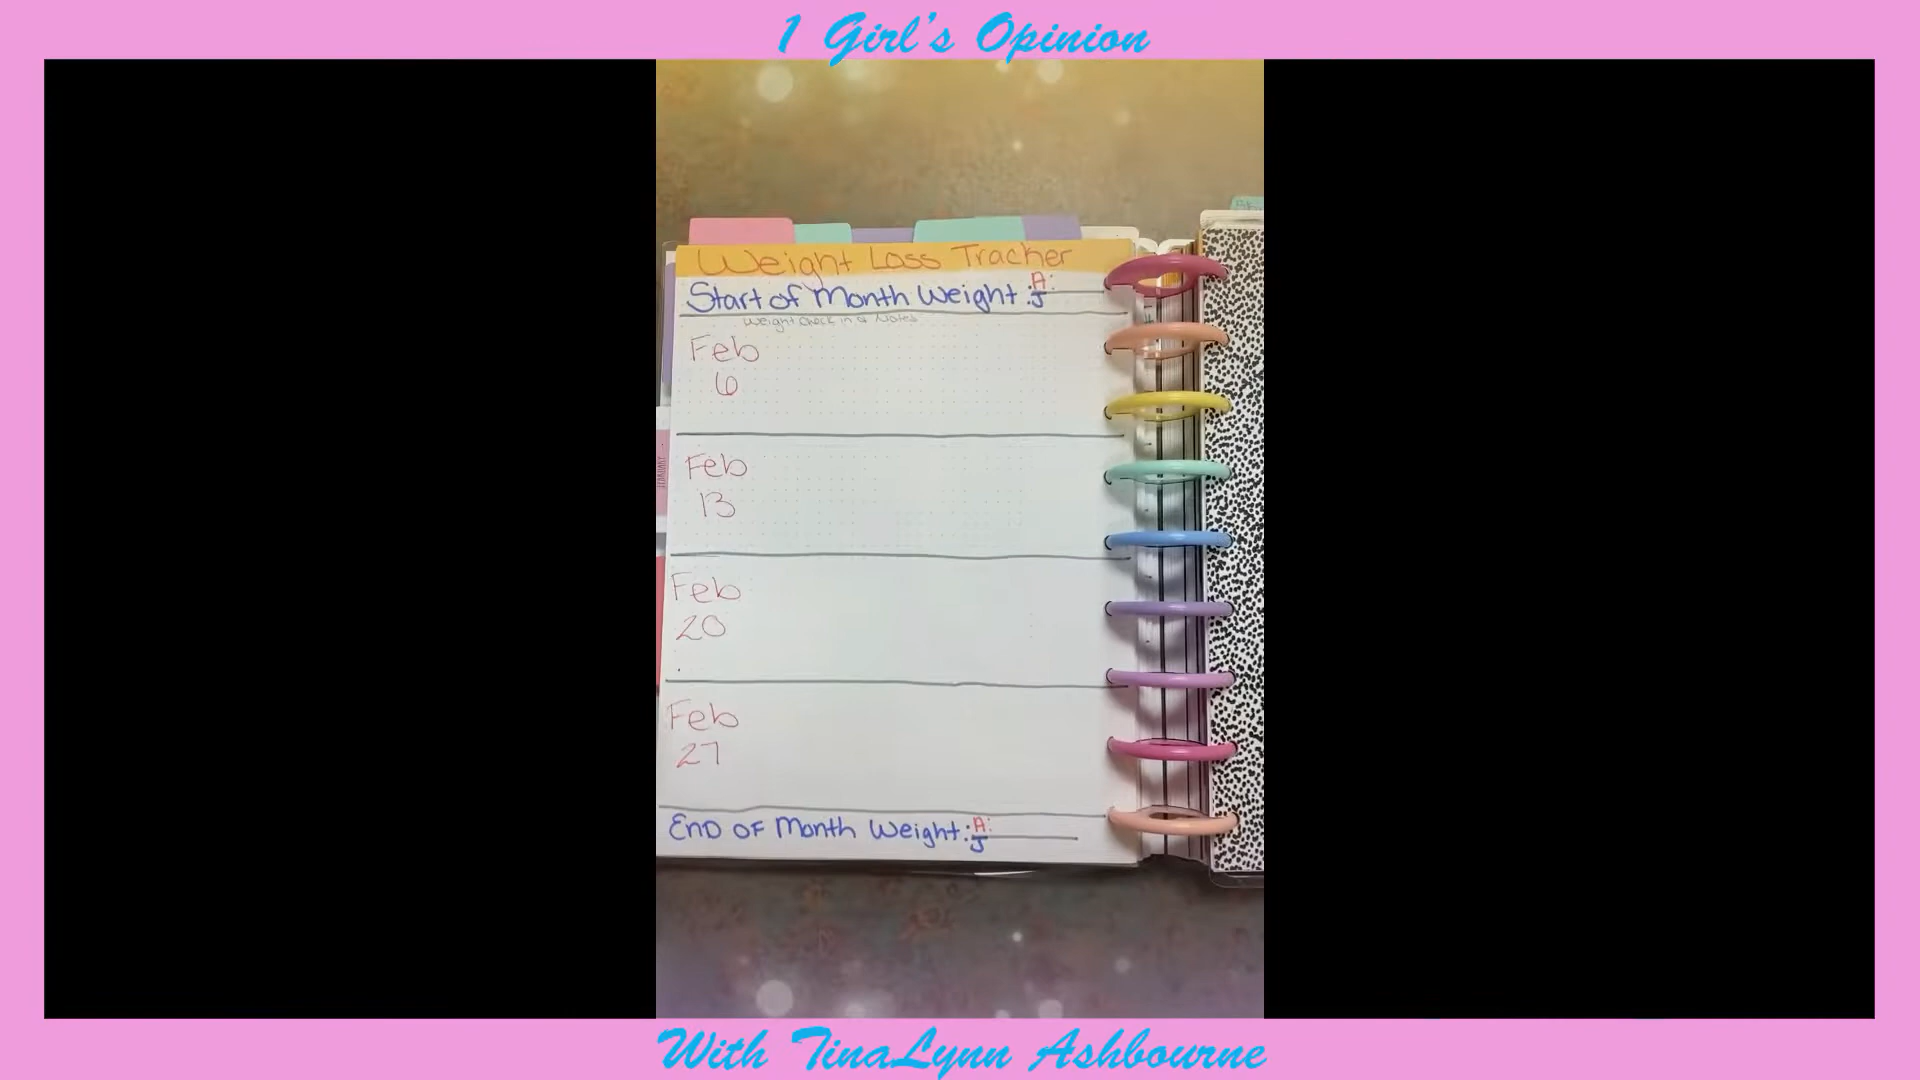 1 Girl's Opinion
Weight Loss Tracker
Start of Month Weight: A:
J
Weight Check in & Notes
Feb
6
Feb
13
Feb
20
Feb
27
End of Month Weight: A:
J
With TinaLynn Ashbourne